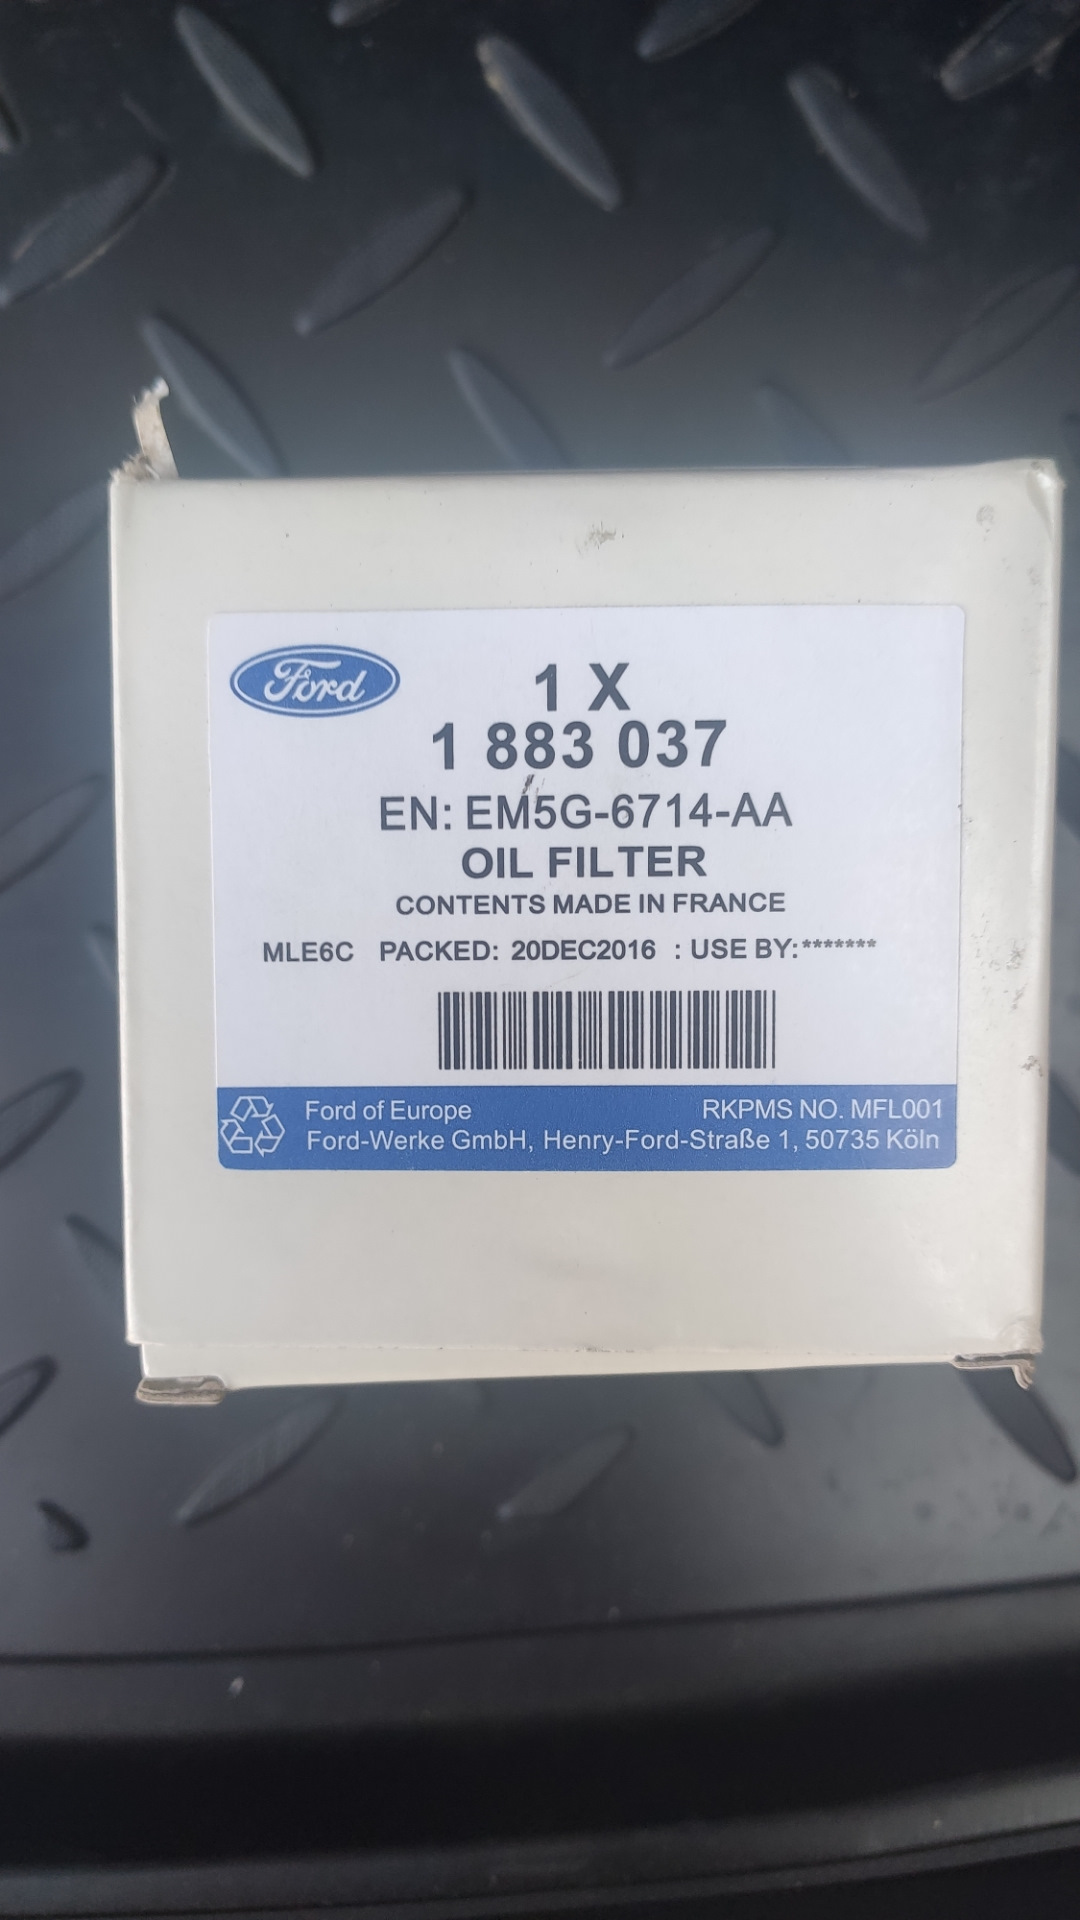 Ford
1 X
1 883 037
EN: EM5G-6714-AA
OIL FILTER
CONTENTS MADE IN FRANCE
MLE6C PACKED: 20DEC2016 : USE BY:*******
Ford of Europe RKPMS NO. MFL001
Ford-Werke GmbH, Henry-Ford-Straße 1, 50735 Köln